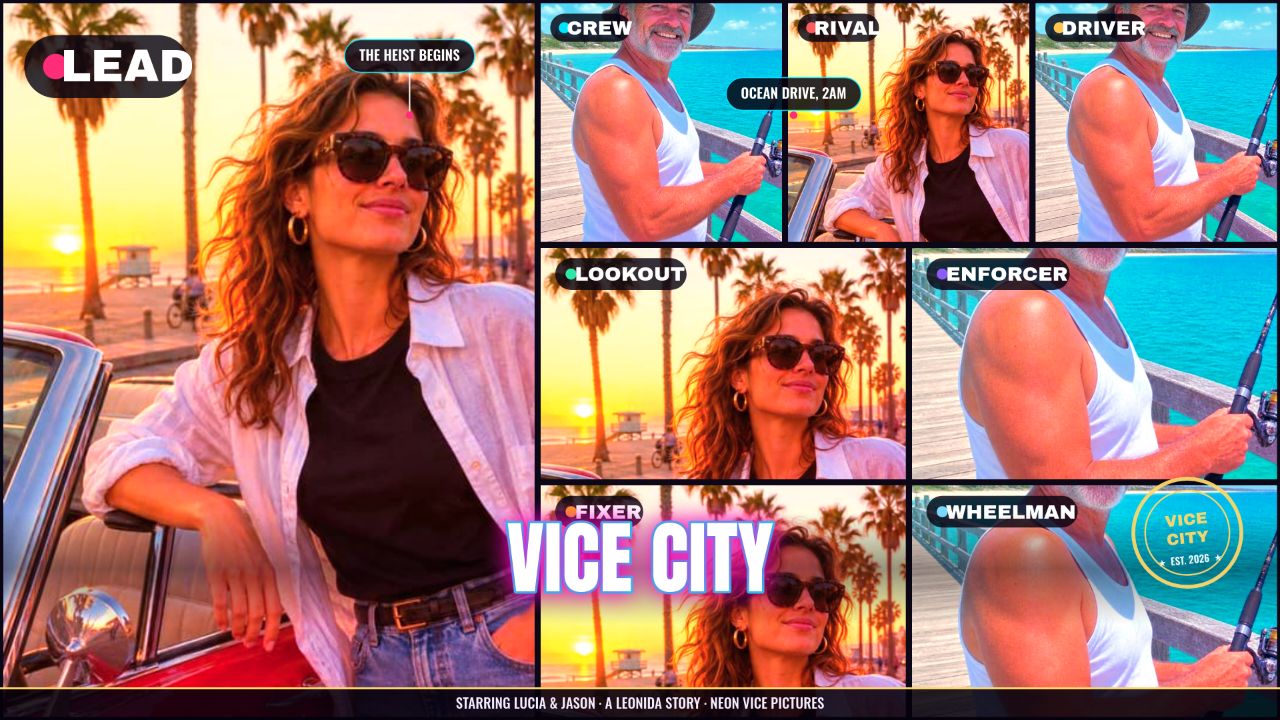 LEAD
THE HEIST BEGINS
CREW
RIVAL
DRIVER
OCEAN DRIVE, 2AM
LOOKOUT
ENFORCER
FIXER
VICE CITY
WHEELMAN
VICE
CITY
★ EST. 2026 ★
STARRING LUCIA & JASON · A LEONIDA STORY · NEON VICE PICTURES